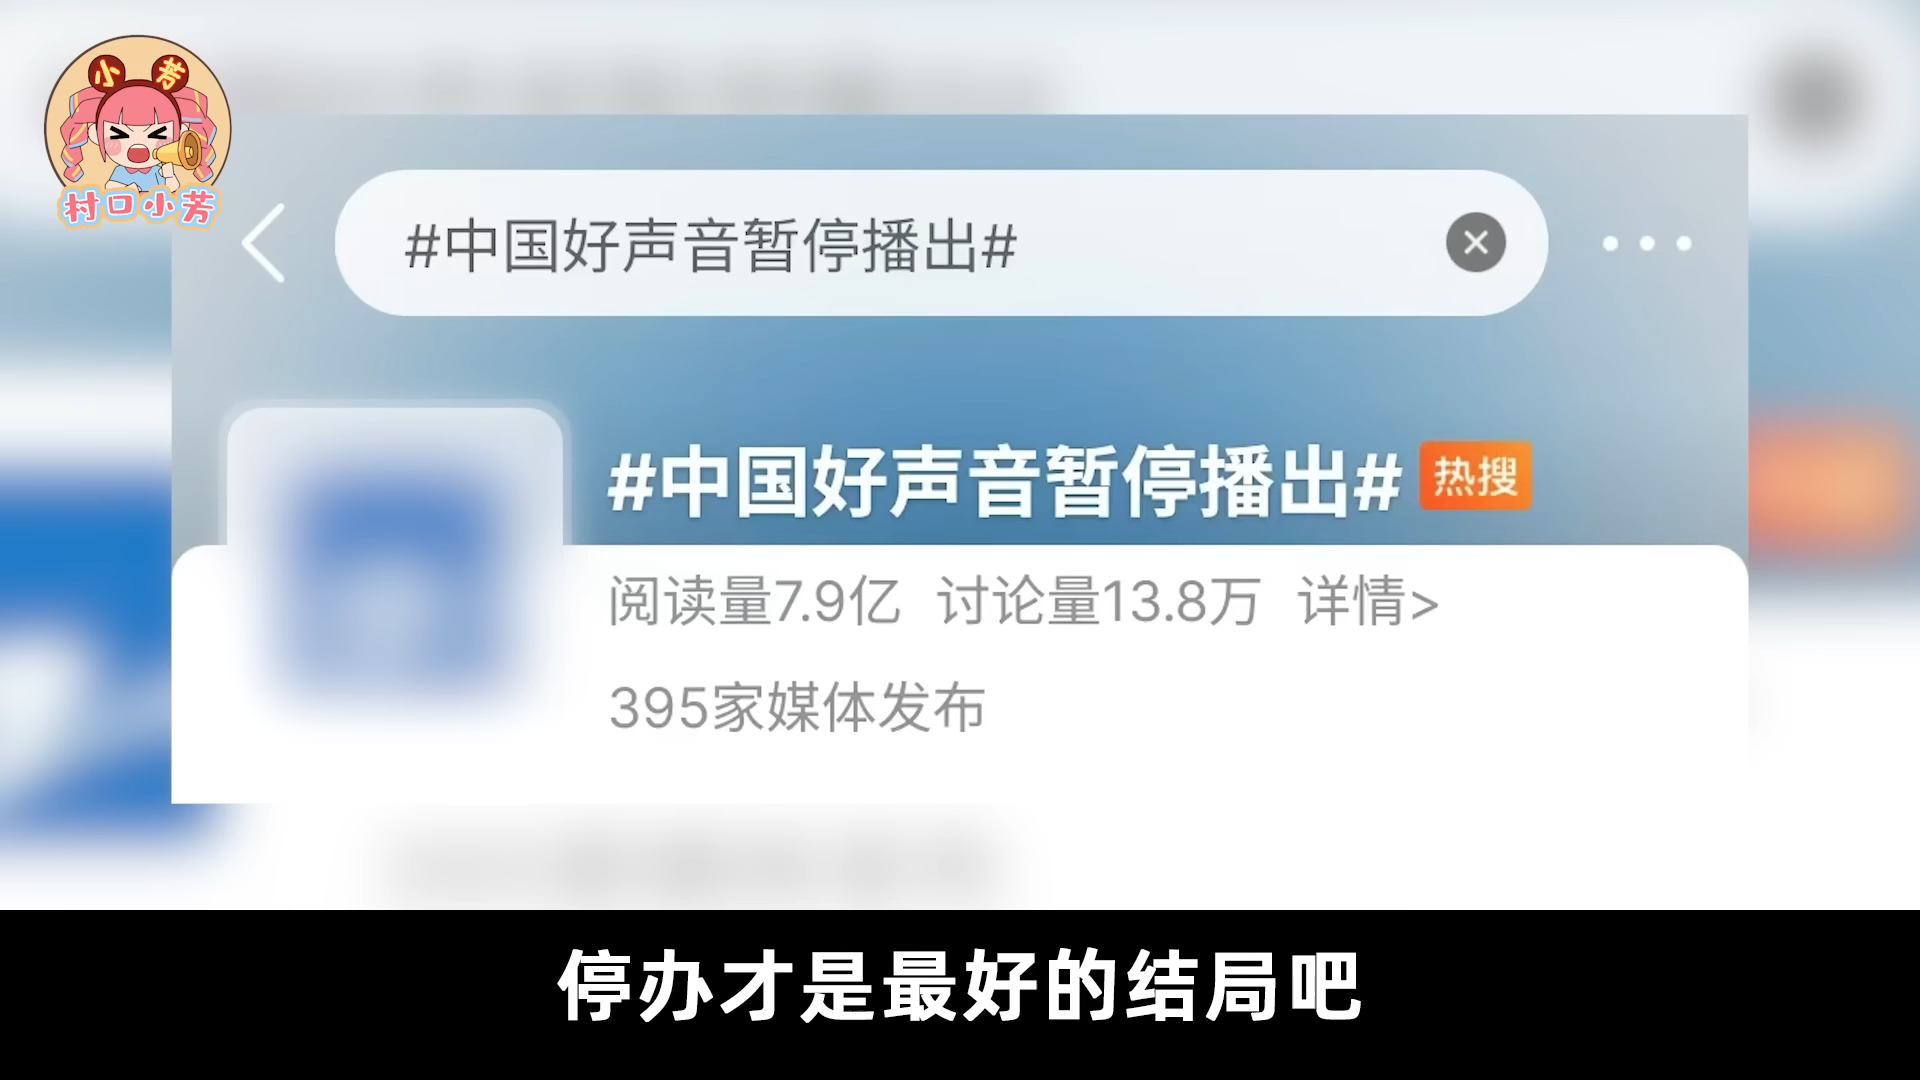 小芳
村口小芳
#中国好声音暂停播出#
#中国好声音暂停播出# 热搜
阅读量7.9亿 讨论量13.8万 详情>
395家媒体发布
停办才是最好的结局吧